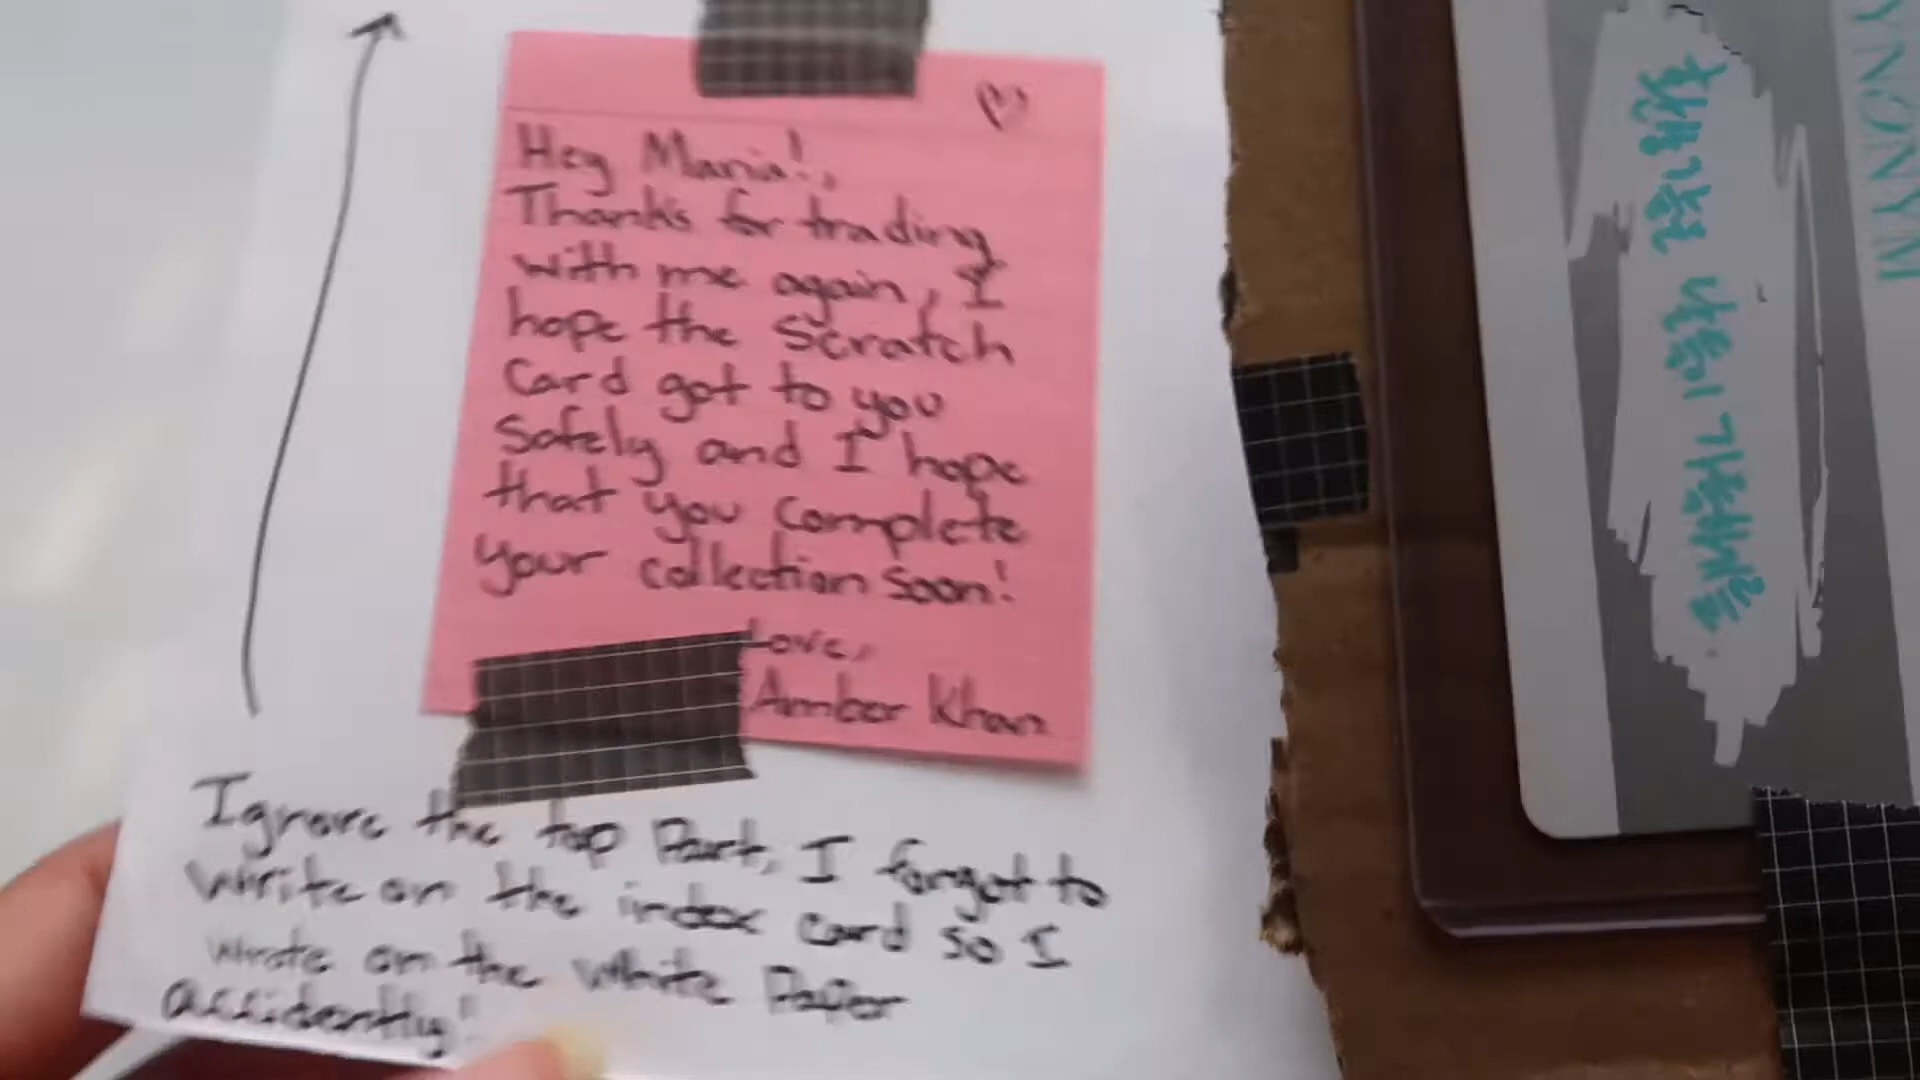 Hey Maria!,
Thanks for trading
with me again, I
hope the Scratch
Card got to you
Safely and I hope
that you complete
your collection soon!
Love,
Amber Khan
Ignore the top Part, I forgot to
Write on the index card so I
wrote on the White Paper
accidently!
YNONYM